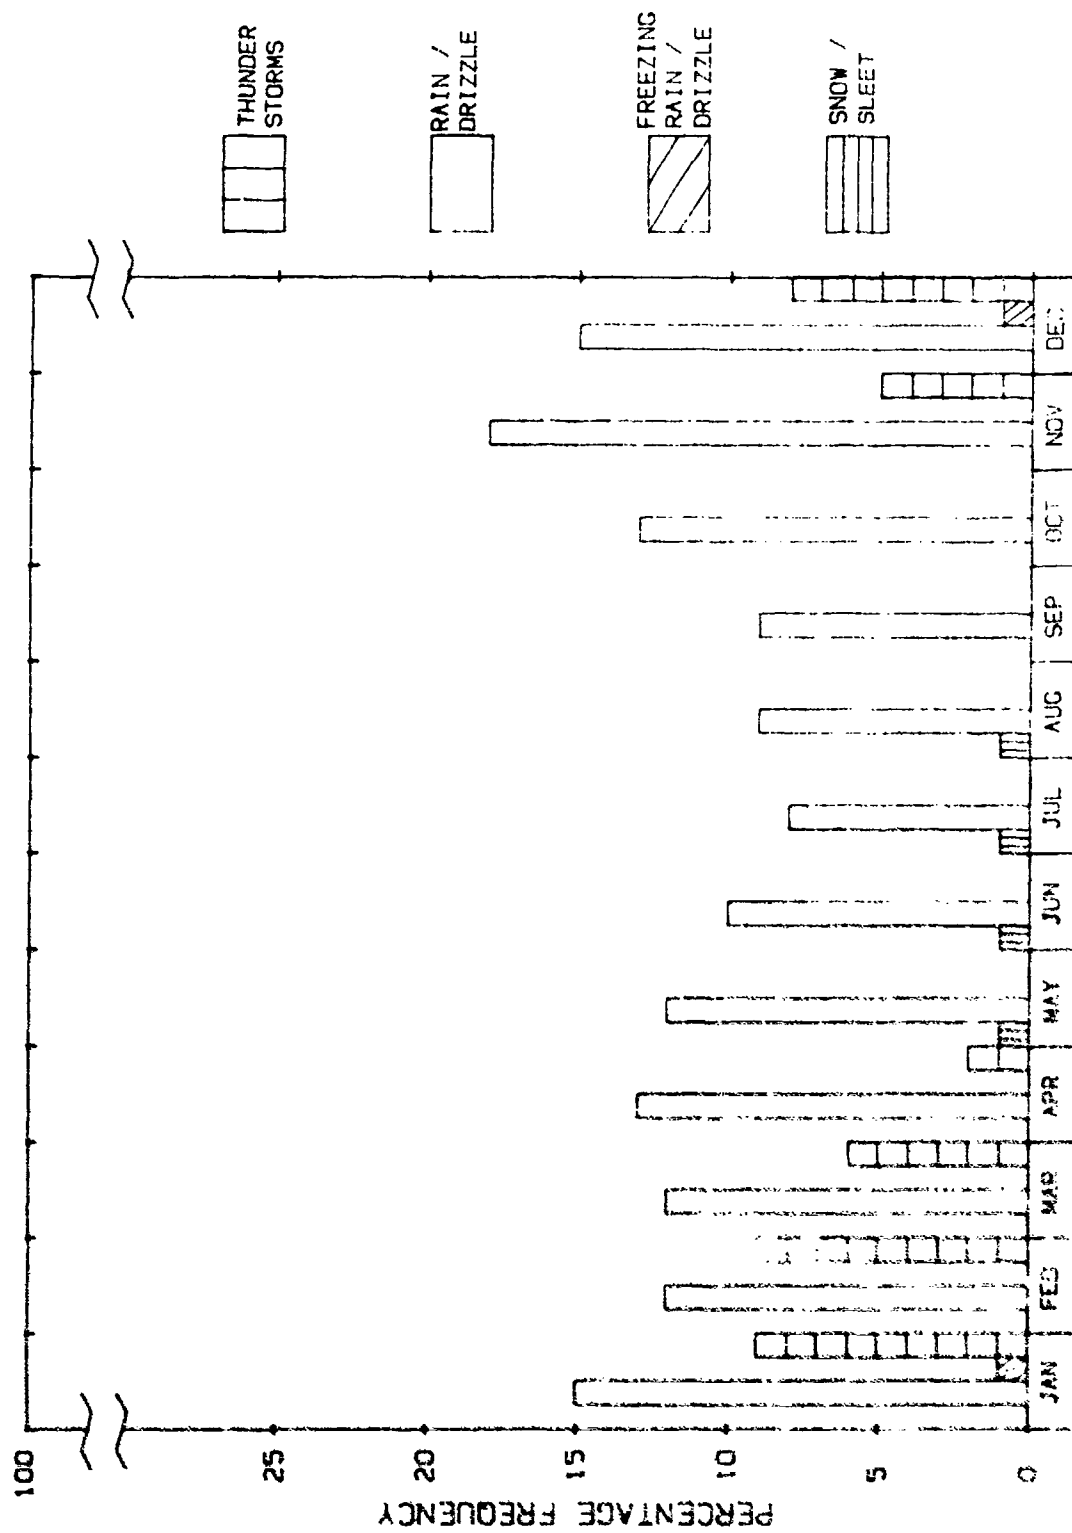 PERCENTAGE FREQUENCY
100
25
20
15
10
5
0
JAN
FEB
MAR
APR
MAY
JUN
JUL
AUG
SEP
OCT
NOV
DEC
THUNDER
STORMS
RAIN /
DRIZZLE
FREEZING
RAIN /
DRIZZLE
SNOW /
SLEET